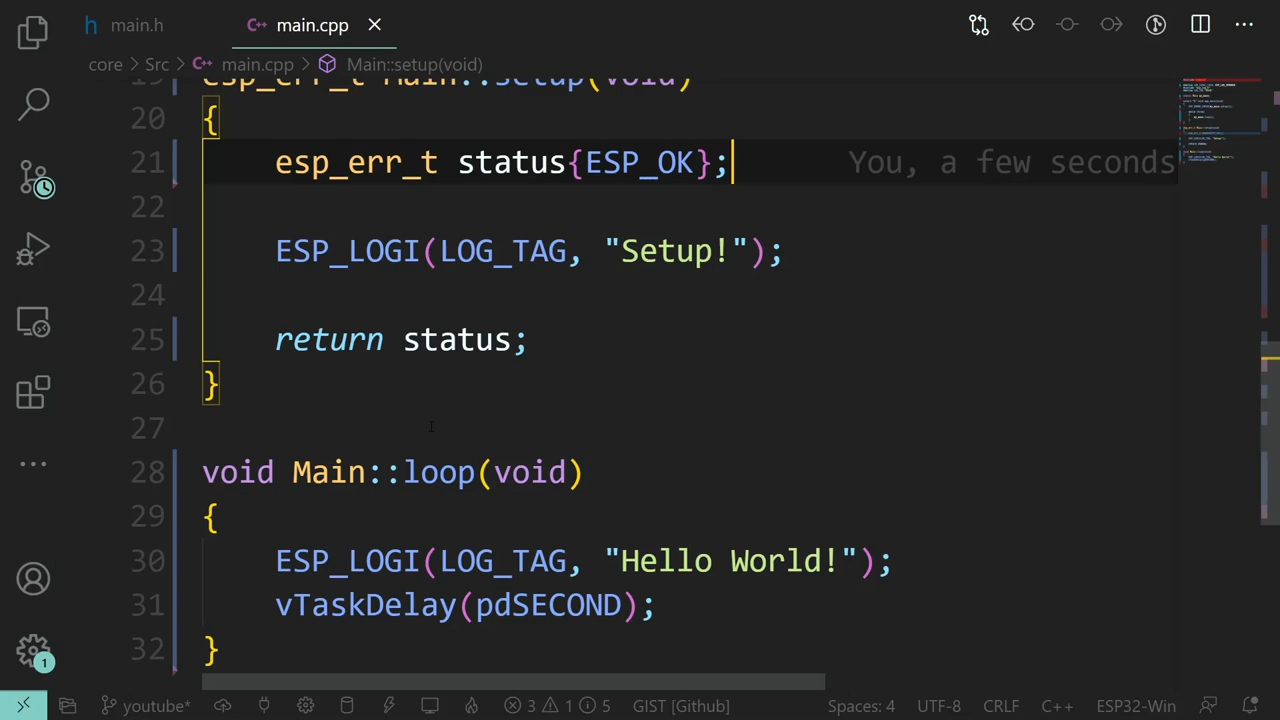 main.h
main.cpp
core > Src > main.cpp > Main::setup(void)
19 esp_err_t Main::setup(void)
20 {
21 esp_err_t status{ESP_OK}; You, a few seconds
22
23 ESP_LOGI(LOG_TAG, "Setup!");
24
25 return status;
26 }
27
28 void Main::loop(void)
29 {
30 ESP_LOGI(LOG_TAG, "Hello World!");
31 vTaskDelay(pdSECOND);
32 }
1
youtube* 3 1 5 GIST [Github] Spaces: 4 UTF-8 CRLF C++ ESP32-Win